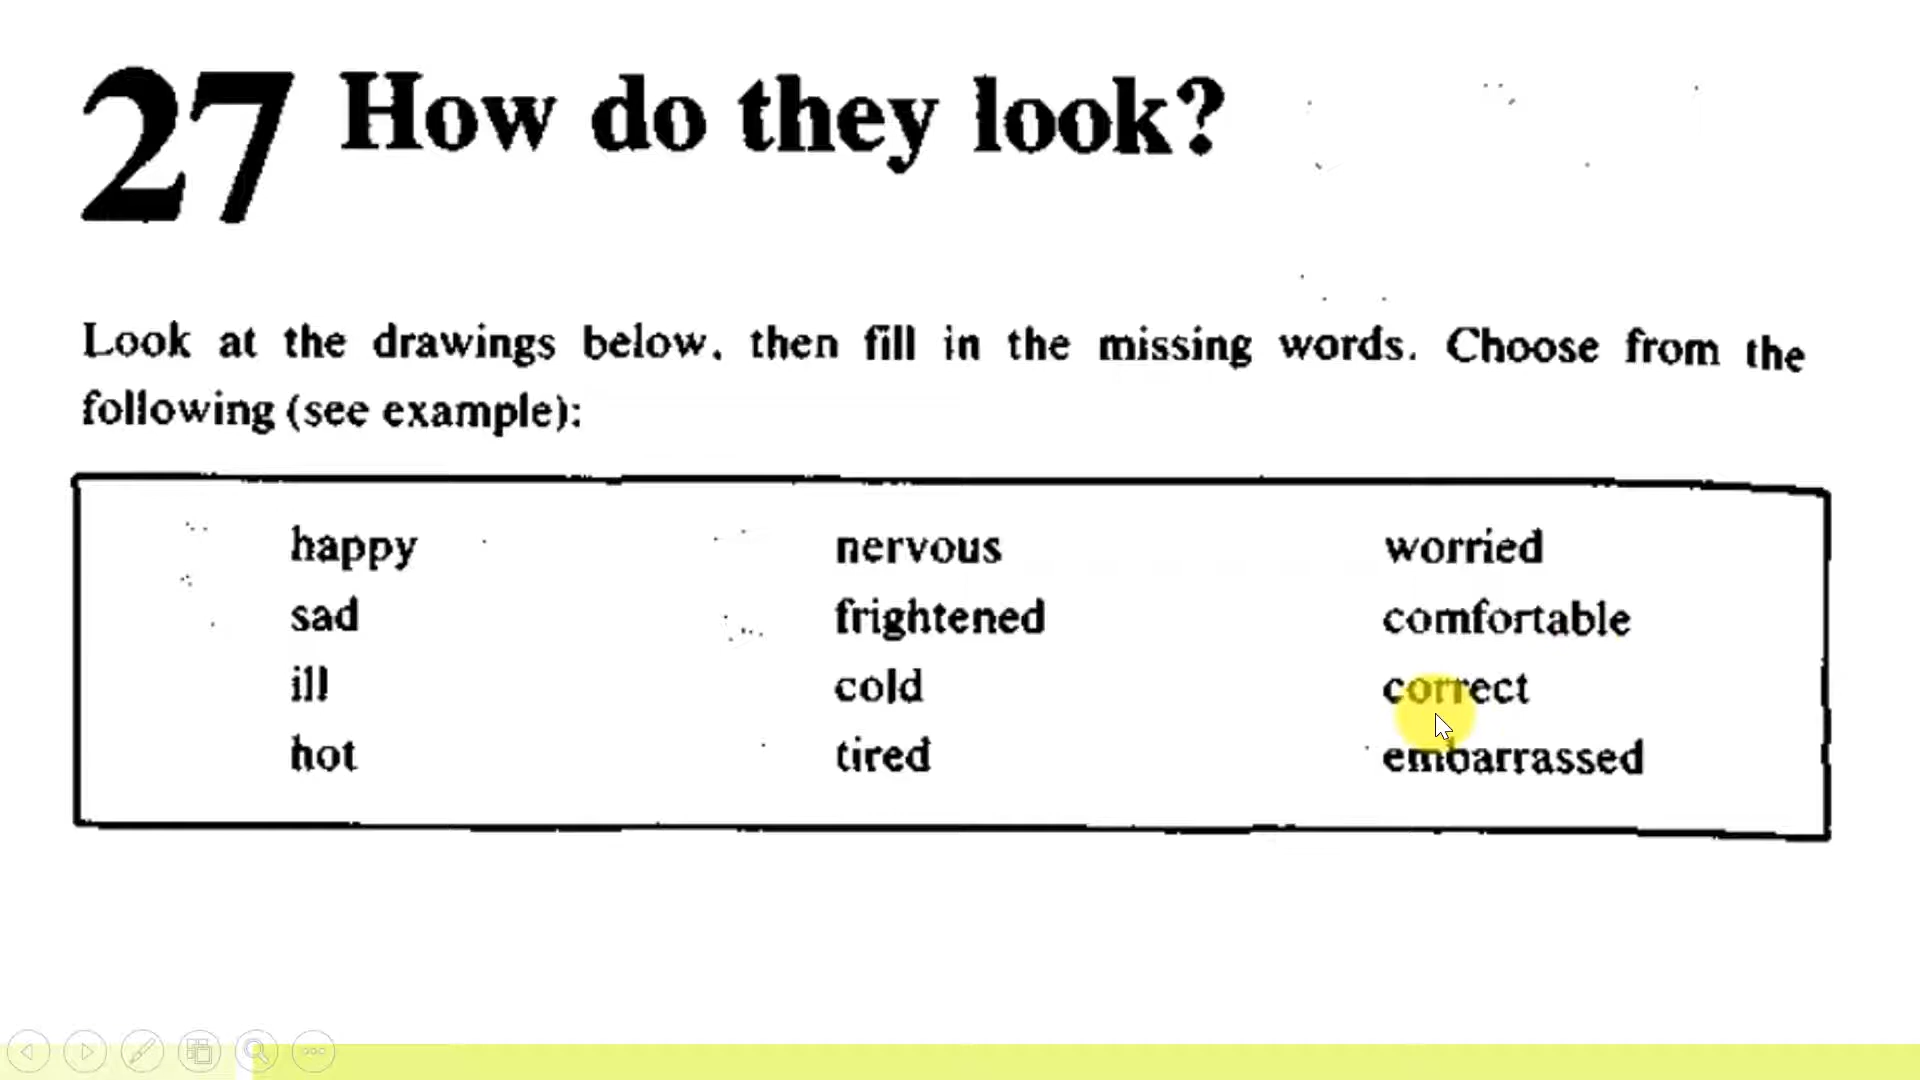 27 How do they look?
Look at the drawings below, then fill in the missing words. Choose from the
following (see example):
happy nervous worried
sad frightened comfortable
ill cold correct
hot tired embarrassed